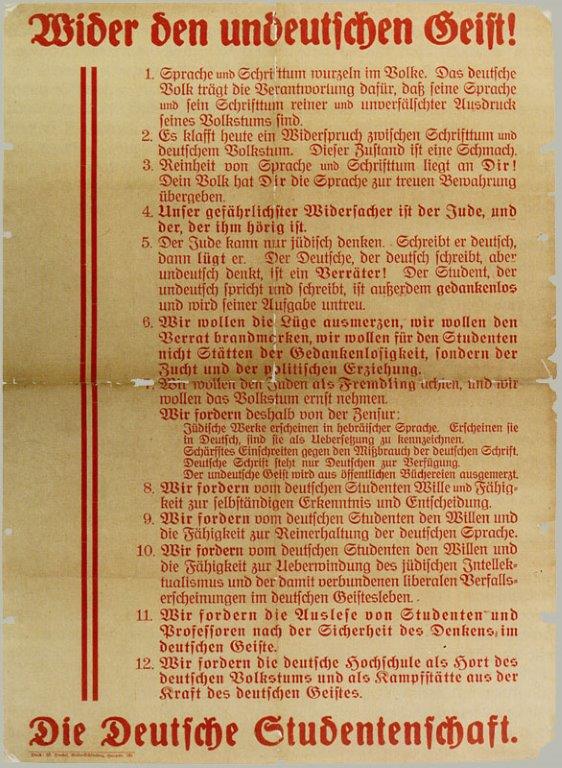 Wider den undeutschen Geist!
1. Sprache und Schrifttum wurzeln im Volke. Das deutsche
Volk trägt die Verantwortung dafür, daß seine Sprache
und sein Schrifttum reiner und unverfälschter Ausdruck
seines Volkstums sind.
2. Es klafft heute ein Widerspruch zwischen Schrifttum und
deutschem Volkstum. Dieser Zustand ist eine Schmach.
3. Reinheit von Sprache und Schrifttum liegt an Dir!
Dein Volk hat Dir die Sprache zur treuen Bewahrung
übergeben.
4. Unser gefährlichster Widersacher ist der Jude, und
der, der ihm hörig ist.
5. Der Jude kann nur jüdisch denken. Schreibt er deutsch,
dann lügt er. Der Deutsche, der deutsch schreibt, aber
undeutsch denkt, ist ein Verräter! Der Student, der
undeutsch spricht und schreibt, ist außerdem gedankenlos
und wird seiner Aufgabe untreu.
6. Wir wollen die Lüge ausmerzen, wir wollen den
Verrat brandmarken, wir wollen für den Studenten
nicht Stätten der Gedankenlosigkeit, sondern der
Zucht und der politischen Erziehung.
7. Wir wollen den Juden als Fremdling achten, und wir
wollen das Volkstum ernst nehmen.
Wir fordern deshalb von der Zensur:
Jüdische Werke erscheinen in hebräischer Sprache. Erscheinen sie
in Deutsch, sind sie als Uebersetzung zu kennzeichnen.
Schärfstes Einschreiten gegen den Mißbrauch der deutschen Schrift.
Deutsche Schrift steht nur Deutschen zur Verfügung.
Der undeutsche Geist wird aus öffentlichen Büchereien ausgemerzt.
8. Wir fordern vom deutschen Studenten Wille und Fähig-
keit zur selbständigen Erkenntnis und Entscheidung.
9. Wir fordern vom deutschen Studenten den Willen und
die Fähigkeit zur Reinerhaltung der deutschen Sprache.
10. Wir fordern vom deutschen Studenten den Willen und
die Fähigkeit zur Ueberwindung des jüdischen Intellek-
tualismus und der damit verbundenen liberalen Verfalls-
erscheinungen im deutschen Geistesleben.
11. Wir fordern die Auslese von Studenten und
Professoren nach der Sicherheit des Denkens im
deutschen Geiste.
12. Wir fordern die deutsche Hochschule als Hort des
deutschen Volkstums und als Kampfstätte aus der
Kraft des deutschen Geistes.
Die Deutsche Studentenschaft.